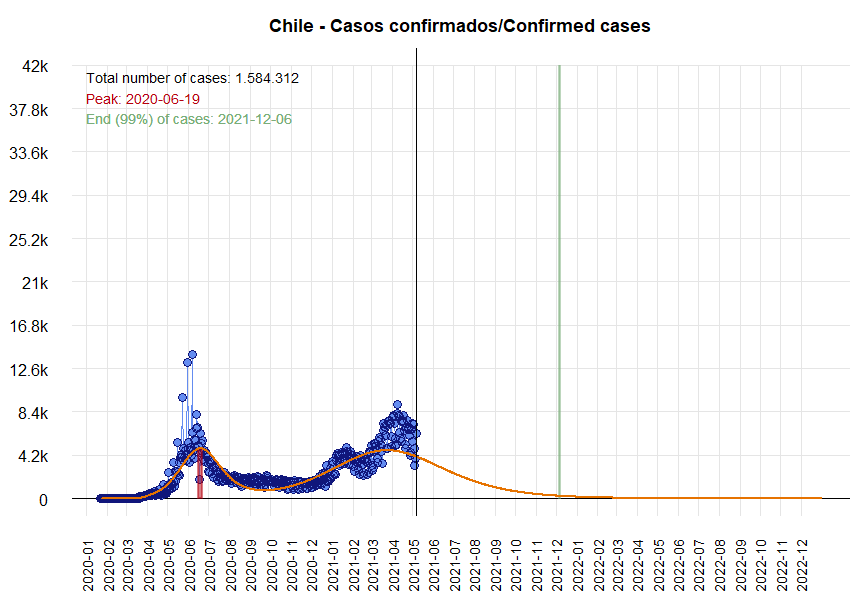 Chile - Casos confirmados/Confirmed cases
Total number of cases: 1.584.312
Peak: 2020-06-19
End (99%) of cases: 2021-12-06
42k
37.8k
33.6k
29.4k
25.2k
21k
16.8k
12.6k
8.4k
4.2k
0
2020-01
2020-02
2020-03
2020-04
2020-05
2020-06
2020-07
2020-08
2020-09
2020-10
2020-11
2020-12
2021-01
2021-02
2021-03
2021-04
2021-05
2021-06
2021-07
2021-08
2021-09
2021-10
2021-11
2021-12
2022-01
2022-02
2022-03
2022-04
2022-05
2022-06
2022-07
2022-08
2022-09
2022-10
2022-11
2022-12